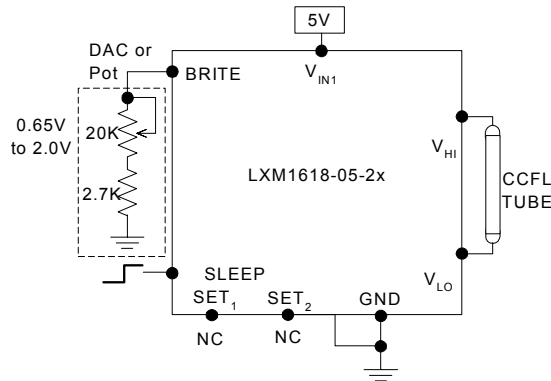 5V
DAC or
Pot
BRITE
V_IN1
0.65V
to 2.0V
20K
2.7K
LXM1618-05-2x
V_HI
CCFL
TUBE
V_LO
SLEEP
SET_1
SET_2
GND
NC
NC